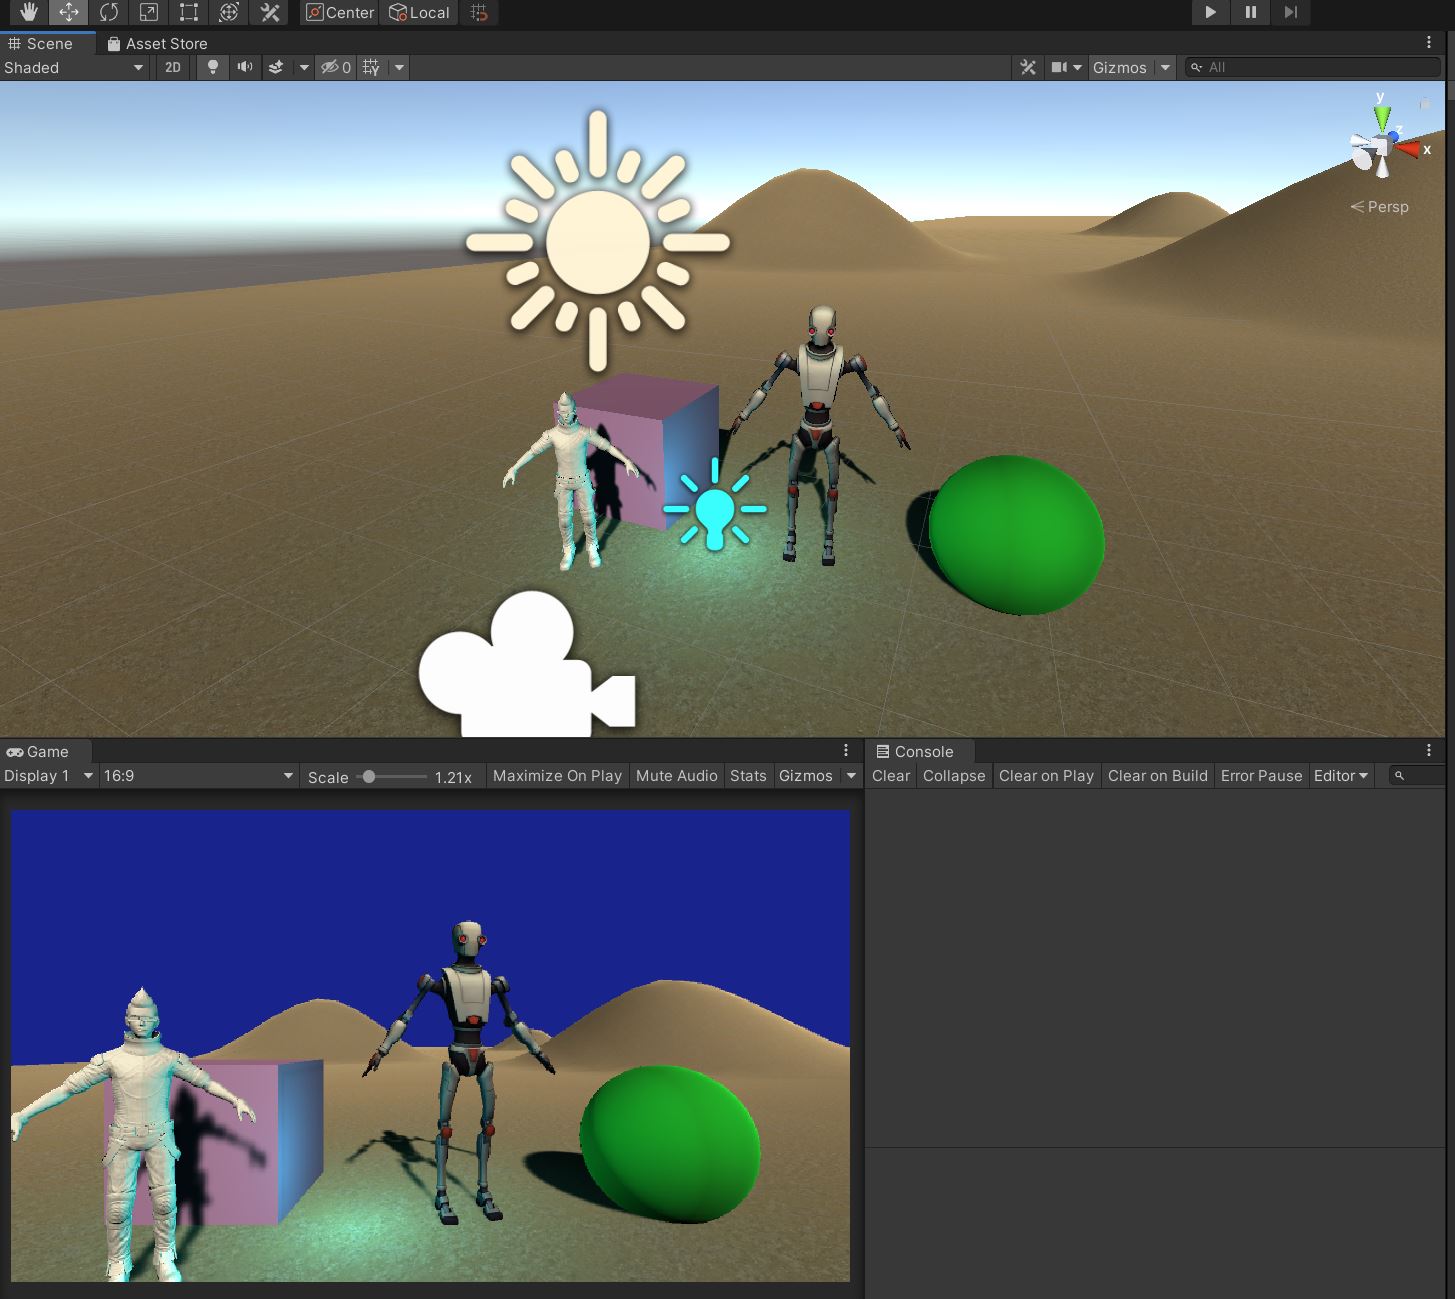 Center Local
Scene Asset Store
Shaded 2D 0 Gizmos All
y
z
x
Persp
Game Console
Display 1 16:9 Scale 1.21x Maximize On Play Mute Audio Stats Gizmos Clear Collapse Clear on Play Clear on Build Error Pause Editor